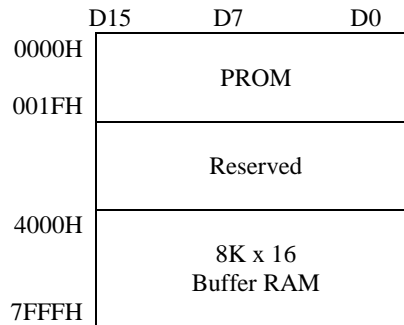 D15 D7 D0
0000H
PROM
001FH
Reserved
4000H
8K x 16
Buffer RAM
7FFFH